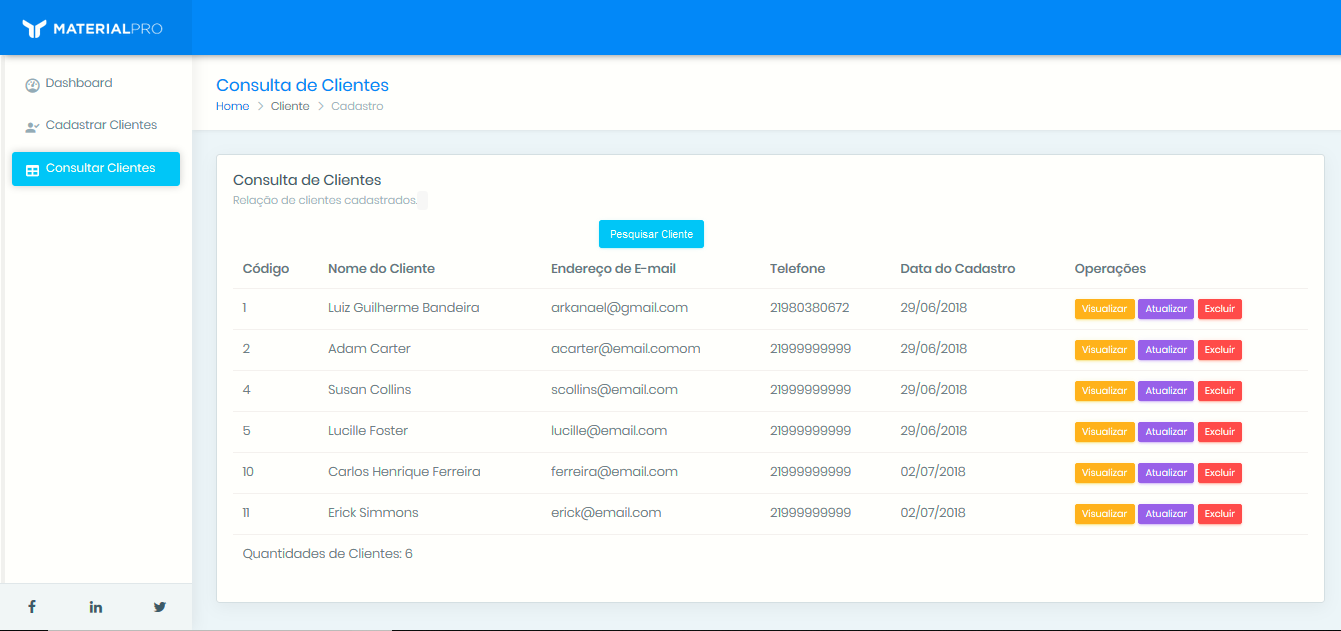 MATERIALPRO
Dashboard
Cadastrar Clientes
Consultar Clientes
Consulta de Clientes
Home > Cliente > Cadastro
Consulta de Clientes
Relação de clientes cadastrados.
Pesquisar Cliente
Código Nome do Cliente Endereço de E-mail Telefone Data do Cadastro Operações
1 Luiz Guilherme Bandeira arkanael@gmail.com 21980380672 29/06/2018 Visualizar Atualizar Excluir
2 Adam Carter acarter@email.comom 21999999999 29/06/2018 Visualizar Atualizar Excluir
4 Susan Collins scollins@email.com 21999999999 29/06/2018 Visualizar Atualizar Excluir
5 Lucille Foster lucille@email.com 21999999999 29/06/2018 Visualizar Atualizar Excluir
10 Carlos Henrique Ferreira ferreira@email.com 21999999999 02/07/2018 Visualizar Atualizar Excluir
11 Erick Simmons erick@email.com 21999999999 02/07/2018 Visualizar Atualizar Excluir
Quantidades de Clientes: 6